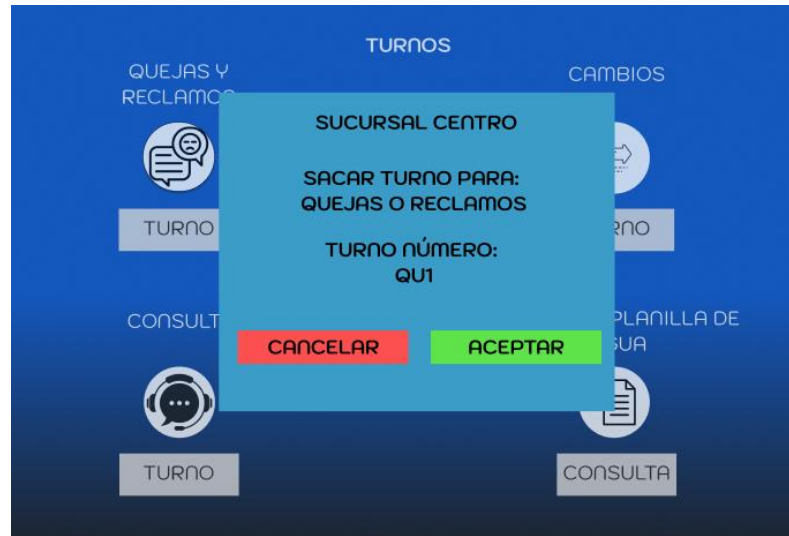 TURNOS
QUEJAS Y
CAMBIOS
SUCURSAL CENTRO
SACAR TURNO PARA:
QUEJAS O RECLAMOS
TURNO
TURNO NÚMERO:
QU1
PLANILLA DE
CANCELAR
ACEPTAR
TURNO
CONSULTA